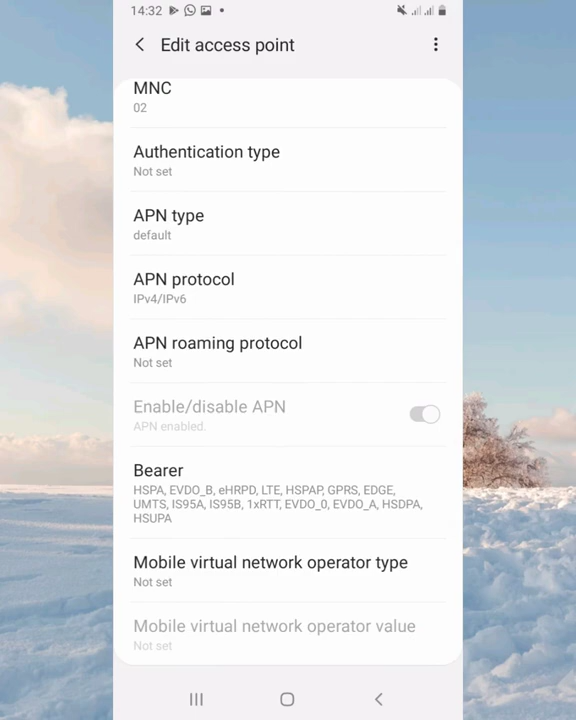 14:32
Edit access point
MNC
02
Authentication type
Not set
APN type
default
APN protocol
IPv4/IPv6
APN roaming protocol
Not set
Enable/disable APN
APN enabled.
Bearer
HSPA, EVDO_B, eHRPD, LTE, HSPAP, GPRS, EDGE,
UMTS, IS95A, IS95B, 1xRTT, EVDO_0, EVDO_A, HSDPA,
HSUPA
Mobile virtual network operator type
Not set
Mobile virtual network operator value
Not set